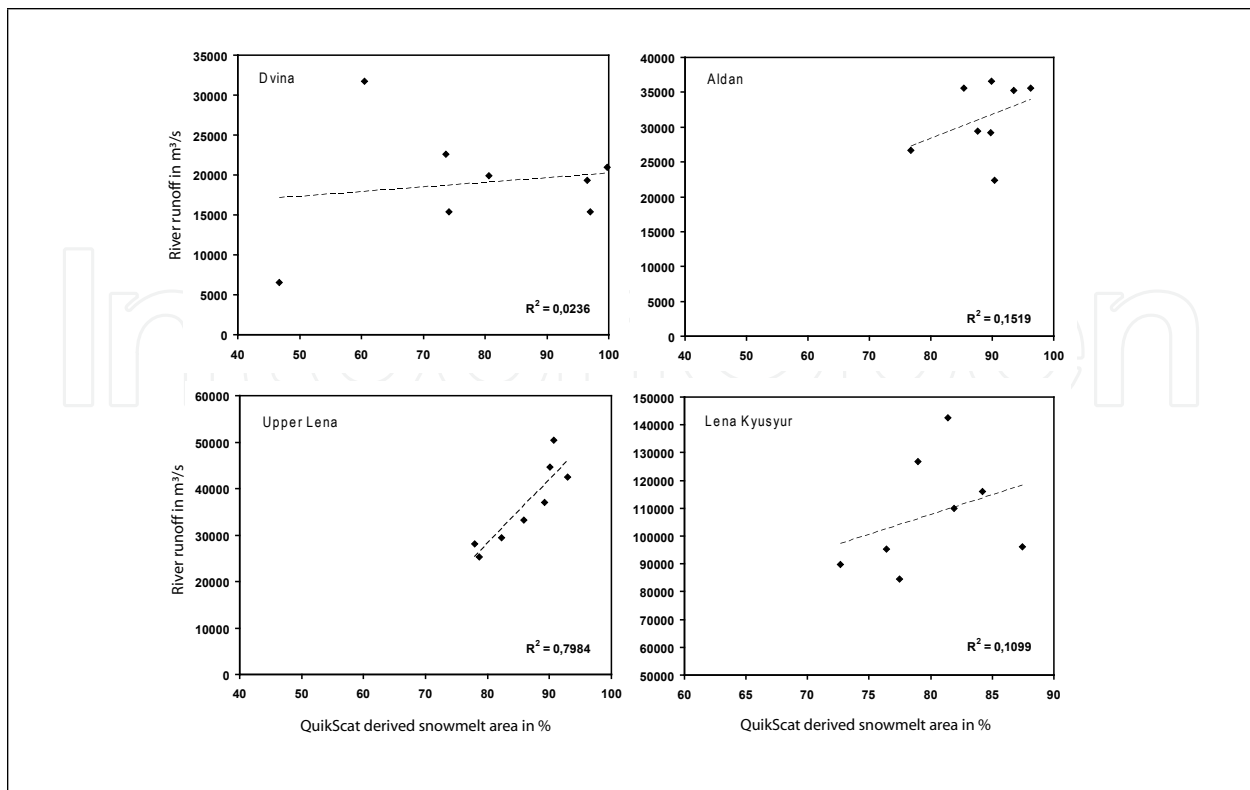 Dvina
River runoff in m³/s
35000
30000
25000
20000
15000
10000
5000
0
40 50 60 70 80 90 100
R² = 0,0236
Aldan
40000
35000
30000
25000
20000
15000
10000
5000
0
40 50 60 70 80 90 100
R² = 0,1519
Upper Lena
River runoff in m³/s
60000
50000
40000
30000
20000
10000
0
40 50 60 70 80 90 100
R² = 0,7984
QuikScat derived snowmelt area in %
Lena Kyusyur
150000
140000
130000
120000
110000
100000
90000
80000
70000
60000
50000
60 65 70 75 80 85 90
R² = 0,1099
QuikScat derived snowmelt area in %